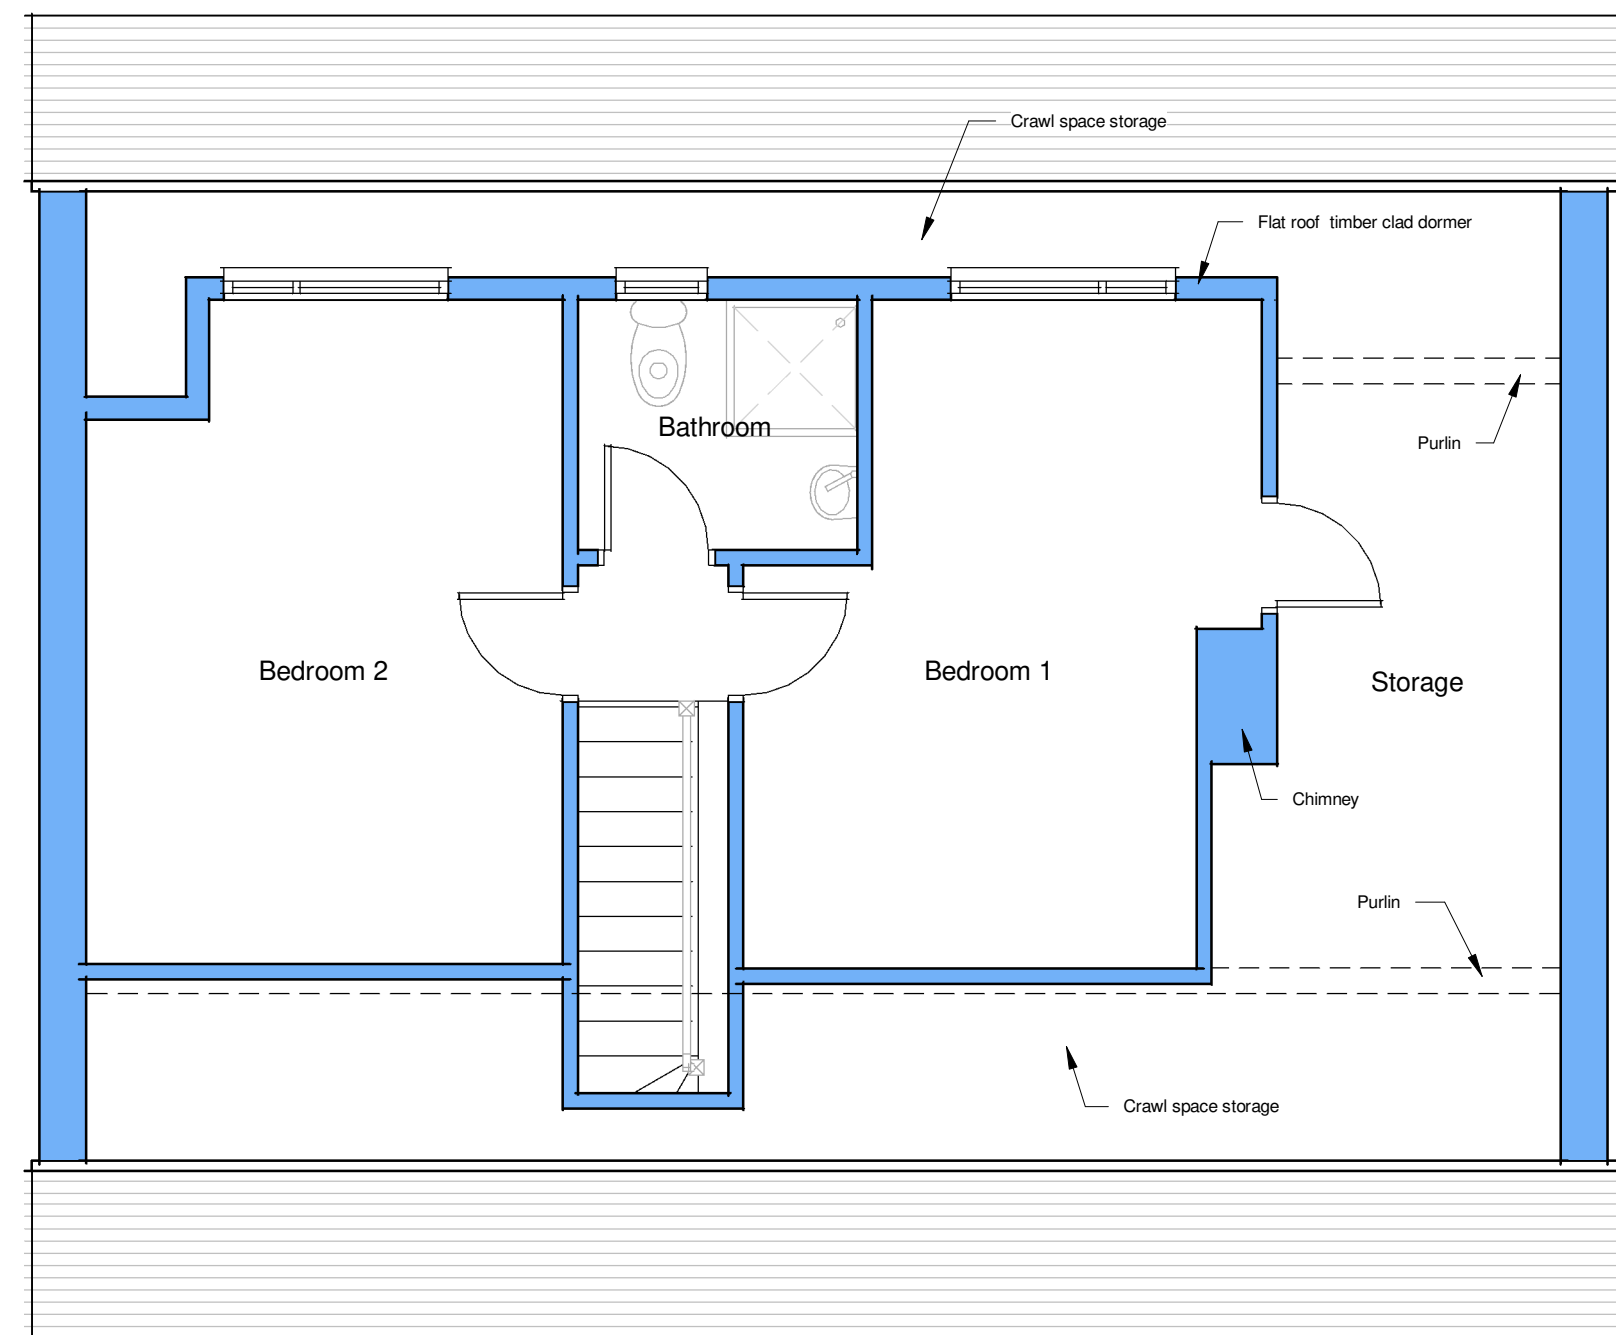 Crawl space storage
Flat roof timber clad dormer
Bathroom
Purlin
Bedroom 2
Bedroom 1
Storage
Chimney
Purlin
Crawl space storage